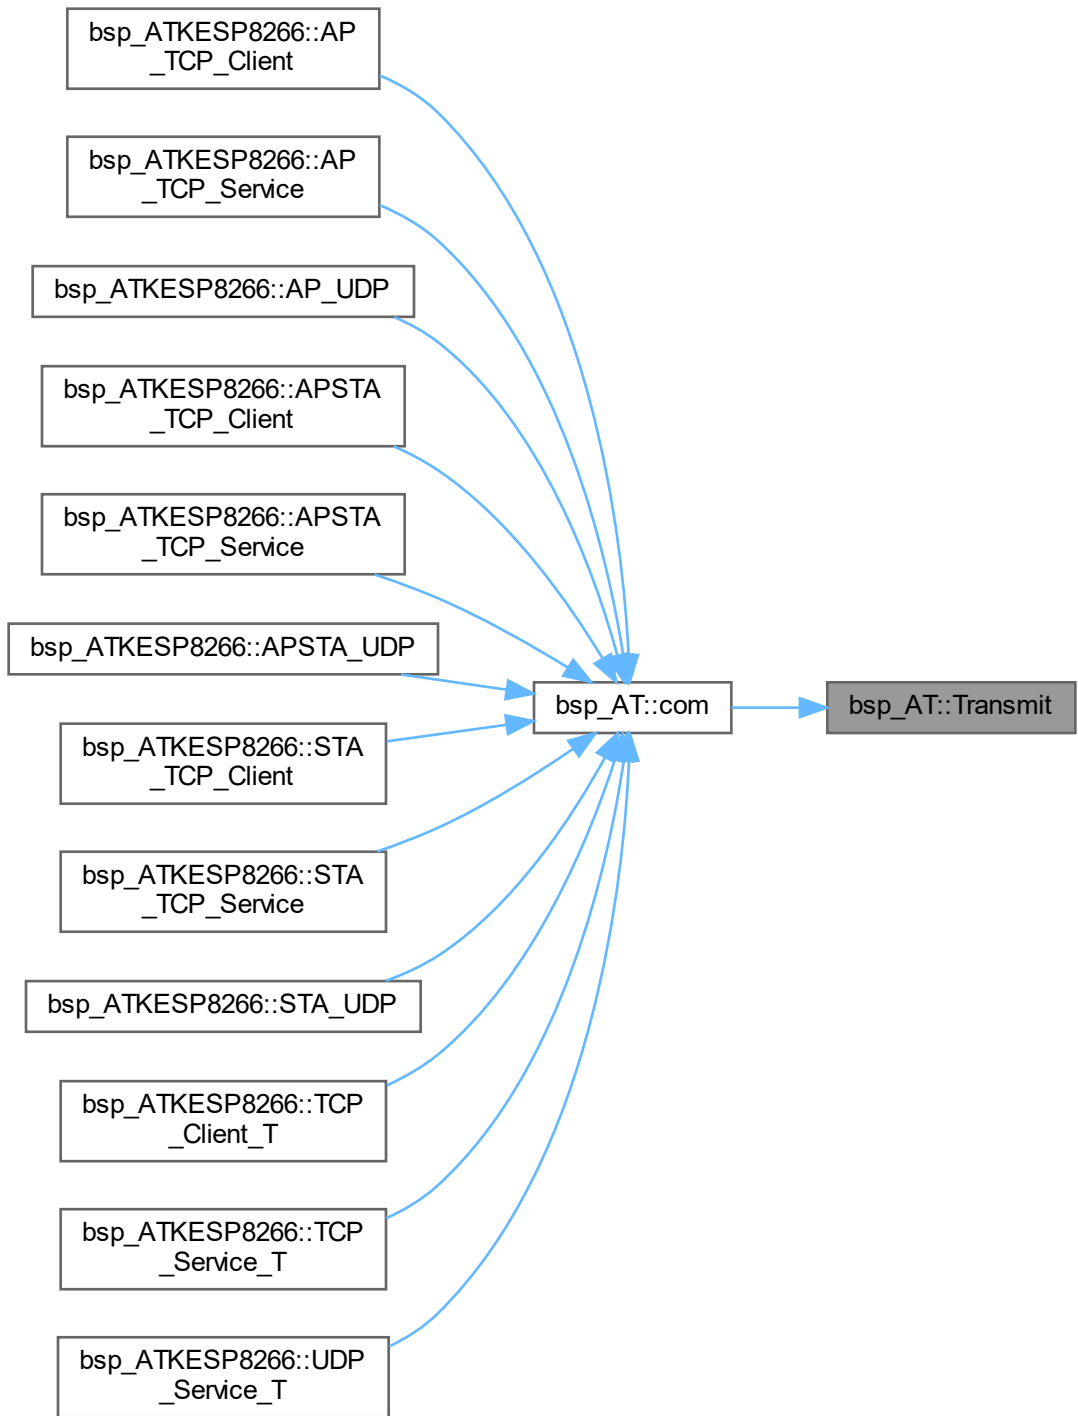 bsp_ATKESP8266::AP
_TCP_Client
bsp_ATKESP8266::AP
_TCP_Service
bsp_ATKESP8266::AP_UDP
bsp_ATKESP8266::APSTA
_TCP_Client
bsp_ATKESP8266::APSTA
_TCP_Service
bsp_ATKESP8266::APSTA_UDP
bsp_AT::com
bsp_AT::Transmit
bsp_ATKESP8266::STA
_TCP_Client
bsp_ATKESP8266::STA
_TCP_Service
bsp_ATKESP8266::STA_UDP
bsp_ATKESP8266::TCP
_Client_T
bsp_ATKESP8266::TCP
_Service_T
bsp_ATKESP8266::UDP
_Service_T